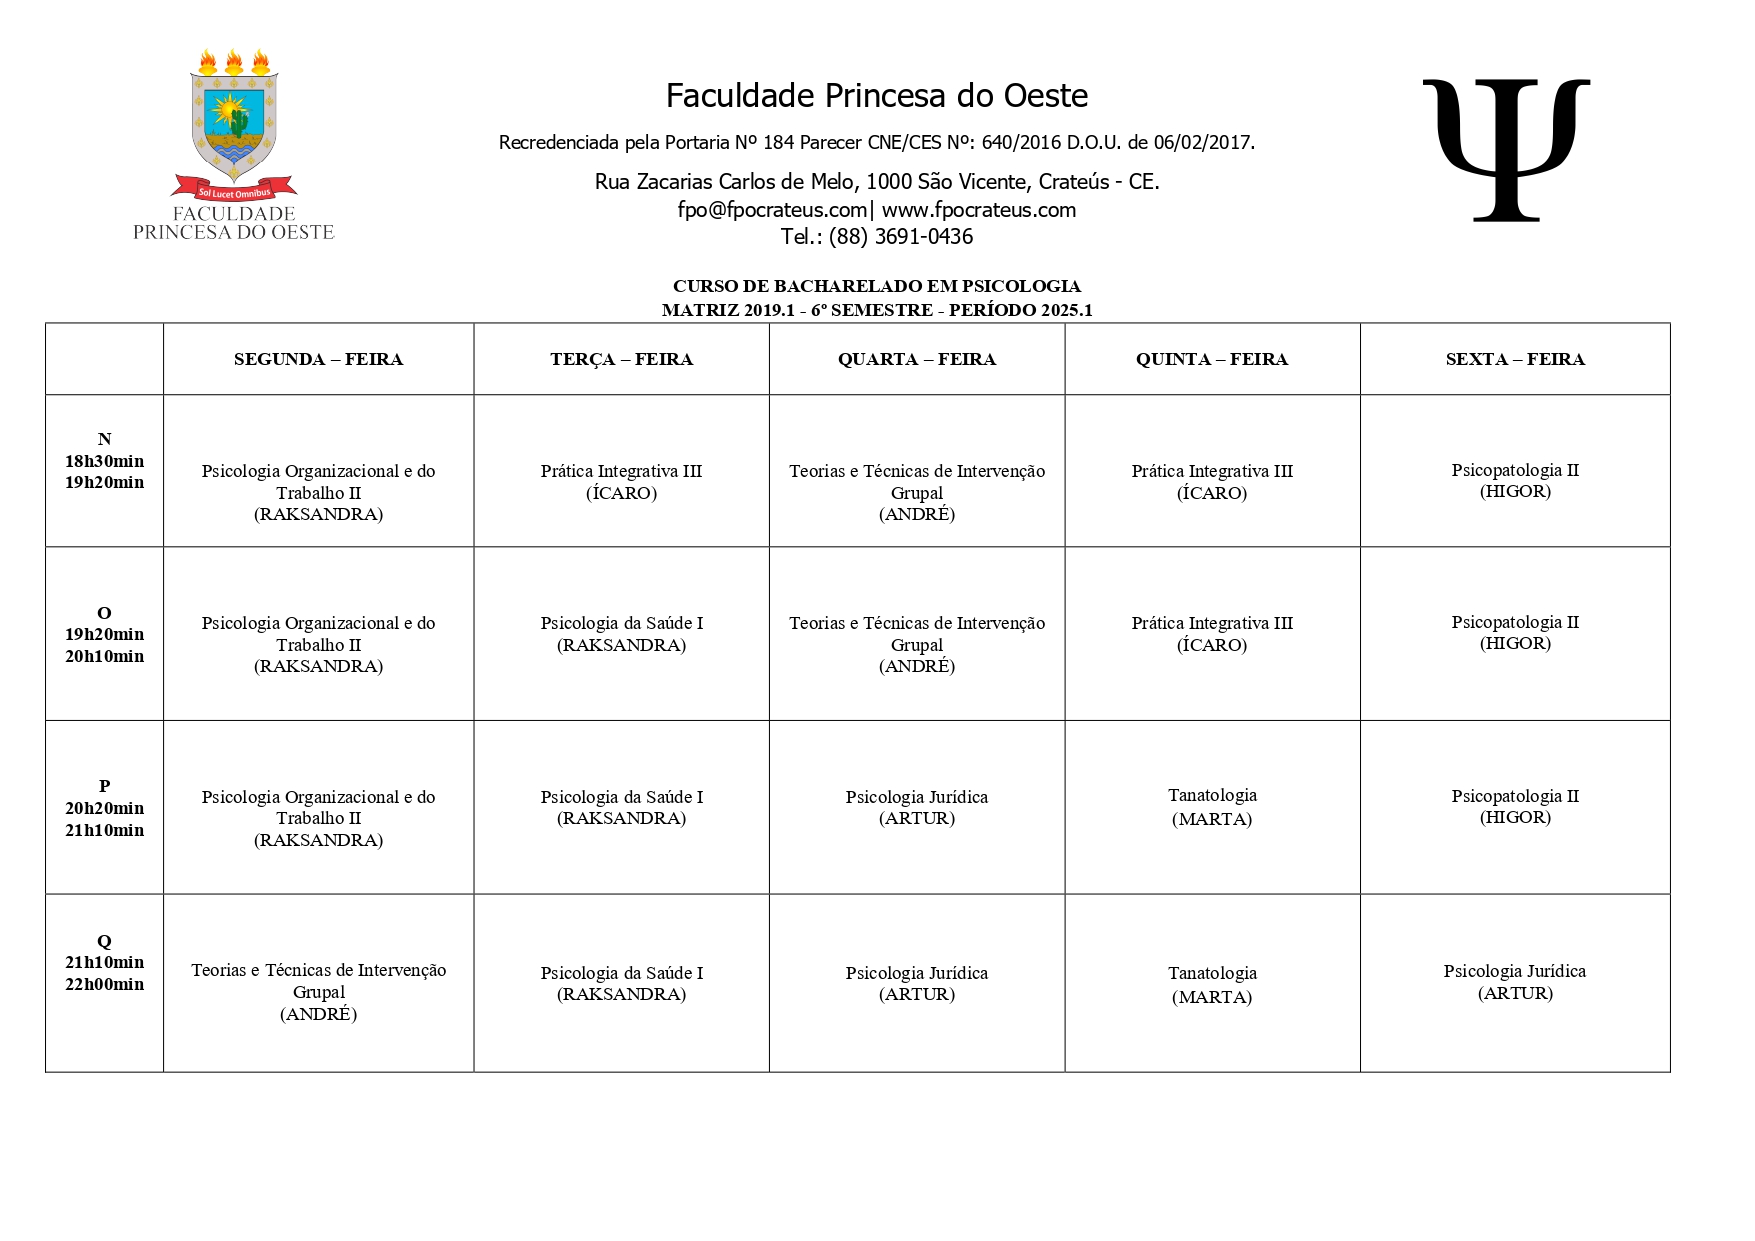 Sol Lucet Omnibus
FACULDADE
PRINCESA DO OESTE
Faculdade Princesa do Oeste
Recredenciada pela Portaria Nº 184 Parecer CNE/CES Nº: 640/2016 D.O.U. de 06/02/2017.
Rua Zacarias Carlos de Melo, 1000 São Vicente, Crateús - CE.
fpo@fpocrateus.com| www.fpocrateus.com
Tel.: (88) 3691-0436
Ψ
CURSO DE BACHARELADO EM PSICOLOGIA
MATRIZ 2019.1 - 6º SEMESTRE - PERÍODO 2025.1
SEGUNDA – FEIRA
TERÇA – FEIRA
QUARTA – FEIRA
QUINTA – FEIRA
SEXTA – FEIRA
N
18h30min
19h20min
Psicologia Organizacional e do
Trabalho II
(RAKSANDRA)
Prática Integrativa III
(ÍCARO)
Teorias e Técnicas de Intervenção
Grupal
(ANDRÉ)
Prática Integrativa III
(ÍCARO)
Psicopatologia II
(HIGOR)
O
19h20min
20h10min
Psicologia Organizacional e do
Trabalho II
(RAKSANDRA)
Psicologia da Saúde I
(RAKSANDRA)
Teorias e Técnicas de Intervenção
Grupal
(ANDRÉ)
Prática Integrativa III
(ÍCARO)
Psicopatologia II
(HIGOR)
P
20h20min
21h10min
Psicologia Organizacional e do
Trabalho II
(RAKSANDRA)
Psicologia da Saúde I
(RAKSANDRA)
Psicologia Jurídica
(ARTUR)
Tanatologia
(MARTA)
Psicopatologia II
(HIGOR)
Q
21h10min
22h00min
Teorias e Técnicas de Intervenção
Grupal
(ANDRÉ)
Psicologia da Saúde I
(RAKSANDRA)
Psicologia Jurídica
(ARTUR)
Tanatologia
(MARTA)
Psicologia Jurídica
(ARTUR)